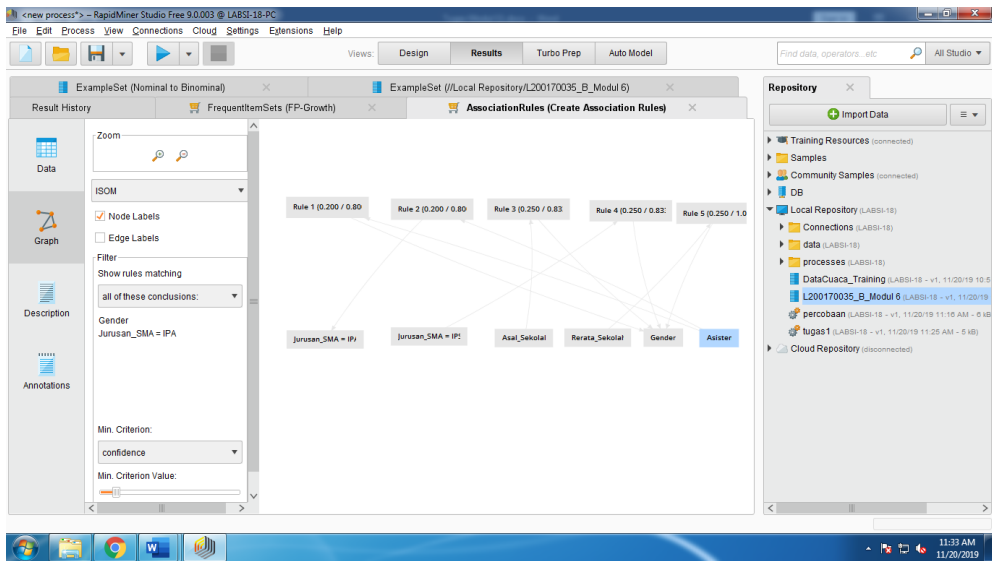 <new process*> – RapidMiner Studio Free 9.0.003 @ LABSI-18-PC
File Edit Process View Connections Cloud Settings Extensions Help
Views: Design Results Turbo Prep Auto Model
Find data, operators...etc All Studio ▼
ExampleSet (Nominal to Binominal) ExampleSet (//Local Repository/L200170035_B_Modul 6)
Result History FrequentItemSets (FP-Growth) AssociationRules (Create Association Rules)
Data
Graph
Description
Annotations
Zoom
ISOM
Node Labels
Edge Labels
Filter
Show rules matching
all of these conclusions:
Gender
Jurusan_SMA = IPA
Min. Criterion:
confidence
Min. Criterion Value:
Rule 1 (0.200 / 0.80 Rule 2 (0.200 / 0.80 Rule 3 (0.250 / 0.83 Rule 4 (0.250 / 0.83: Rule 5 (0.250 / 1.0
Jurusan_SMA = IP Jurusan_SMA = IP Asal_Sekolal Rerata_Sekolal Gender Asister
Repository
Import Data
Training Resources (connected)
Samples
Community Samples (connected)
DB
Local Repository (LABSI-18)
Connections (LABSI-18)
data (LABSI-18)
processes (LABSI-18)
DataCuaca_Training (LABSI-18 - v1, 11/20/19 10:5
L200170035_B_Modul 6 (LABSI-18 - v1, 11/20/19
percobaan (LABSI-18 - v1, 11/20/19 11:16 AM - 6 kB
tugas1 (LABSI-18 - v1, 11/20/19 11:25 AM - 5 kB)
Cloud Repository (disconnected)
11:33 AM
11/20/2019